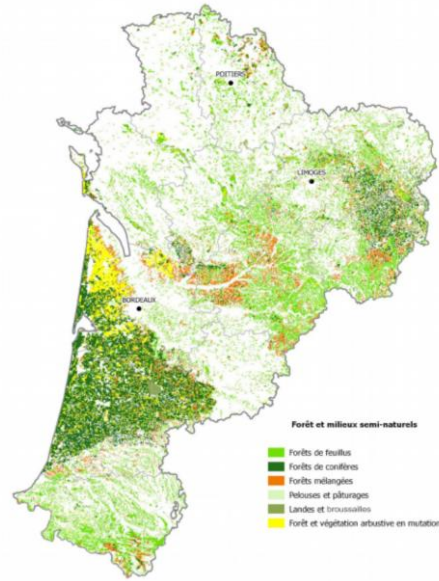 POITIERS
LIMOGES
BORDEAUX
Forêt et milieux semi-naturels
Forêts de feuillus
Forêts de conifères
Forêts mélangées
Pelouses et pâturages
Landes et broussailles
Forêt et végétation arbustive en mutation